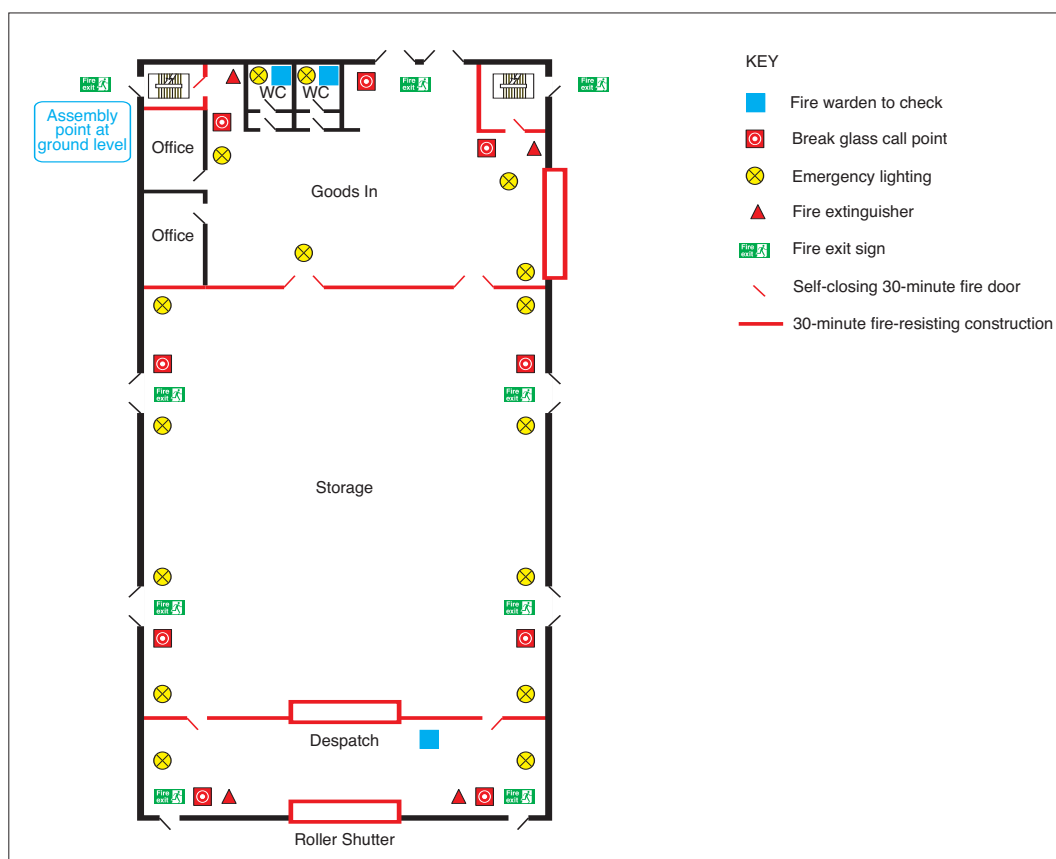 KEY
Fire exit
WC
WC
Fire exit
Fire exit
Fire warden to check
Assembly
point at
ground level
Break glass call point
Office
Emergency lighting
Goods In
Fire extinguisher
Office
Fire exit
Fire exit sign
Self-closing 30-minute fire door
30-minute fire-resisting construction
Fire exit
Fire exit
Storage
Fire exit
Fire exit
Despatch
Fire exit
Fire exit
Roller Shutter